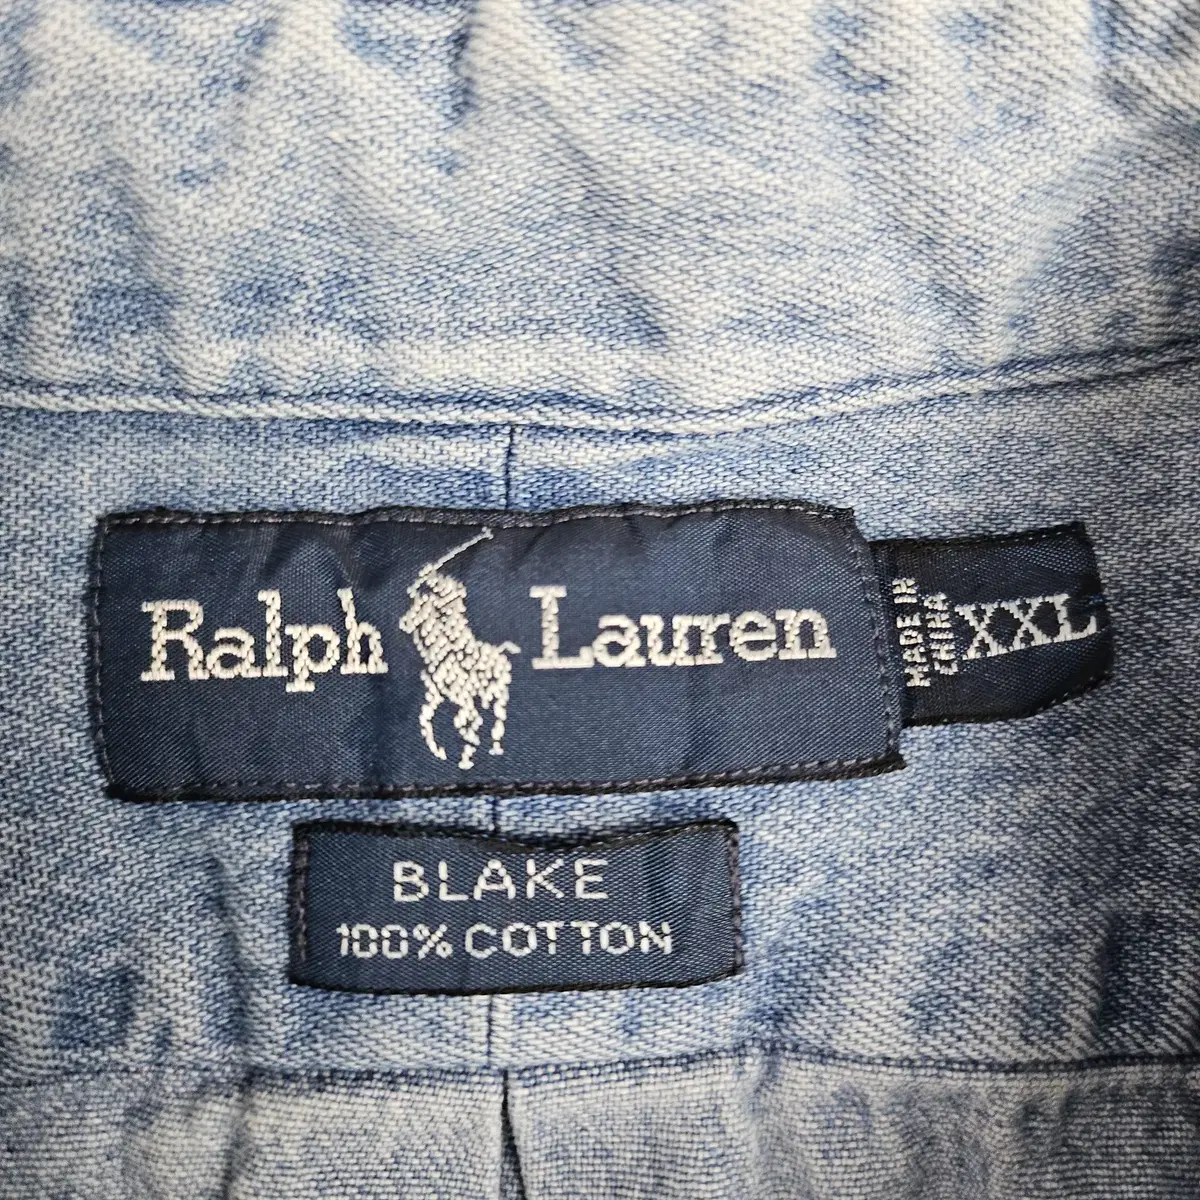 Ralph Lauren
MADE IN
CHINA
XXL
BLAKE
100% COTTON